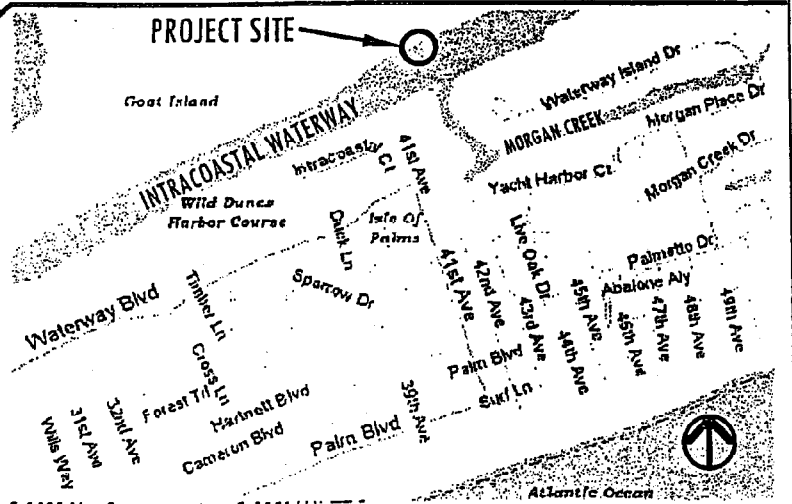 PROJECT SITE
Goat Island
Waterway Island Dr
INTRACOASTAL WATERWAY
MORGAN CREEK
Morgan Place Dr
Intracoastal Ct
41st Ave
Yacht Harbor Ct
Morgan Creek Dr
Wild Dunes
Harbor Course
Duck Ln
Isle Of
Palms
Live Oak Dr
Palmetto Dr
Abalone Aly
Sparrow Dr
41st Ave
42nd Ave
43rd Ave
44th Ave
45th Ave
46th Ave
47th Ave
48th Ave
49th Ave
Waterway Blvd
Timber Ln
Cross Ln
Palm Blvd
Surf Ln
39th Ave
Forest Trl
Hartnett Blvd
Cameron Blvd
Palm Blvd
32nd Ave
31st Ave
Wills Way
Atlantic Ocean